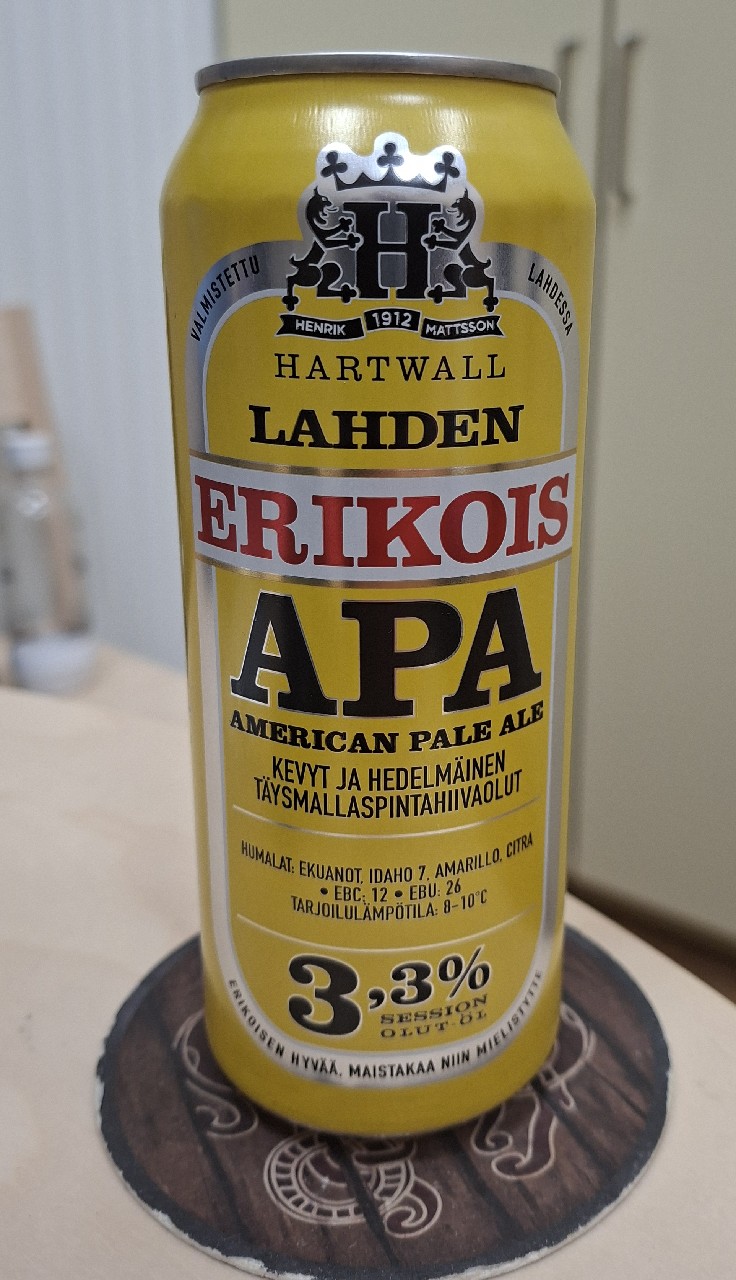 H
VALMISTETTU LAHDESSA
HENRIK 1912 MATTSSON
HARTWALL
LAHDEN
ERIKOIS
APA
AMERICAN PALE ALE
KEVYT JA HEDELMÄINEN
TÄYSMALLASPINTAHIIVAOLUT
HUMALAT: EKUANOT, IDAHO 7, AMARILLO, CITRA
• EBC: 12 • EBU: 26
TARJOILULÄMPÖTILA: 8–10°C
3,3%
SESSION
OLUT-ÖL
ERIKOISEN HYVÄÄ, MAISTAKAA NIIN MIELISTYTTE